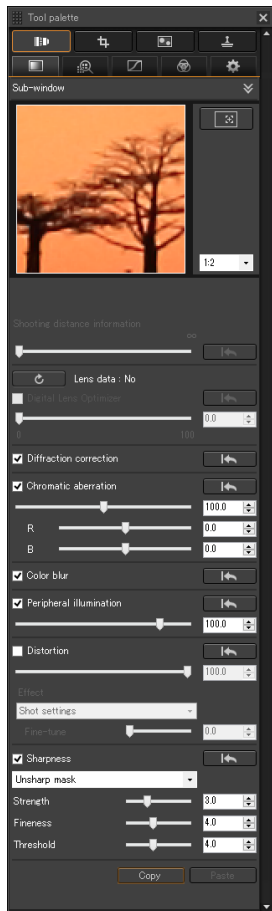 Tool palette
Sub-window
1:2
Shooting distance information
∞
Lens data : No
Digital Lens Optimizer
0.0
0 100
Diffraction correction
Chromatic aberration
100.0
R 0.0
B 0.0
Color blur
Peripheral illumination
100.0
Distortion
100.0
Effect
Shot settings
Fine-tune 0.0
Sharpness
Unsharp mask
Strength 3.0
Fineness 4.0
Threshold 4.0
Copy Paste